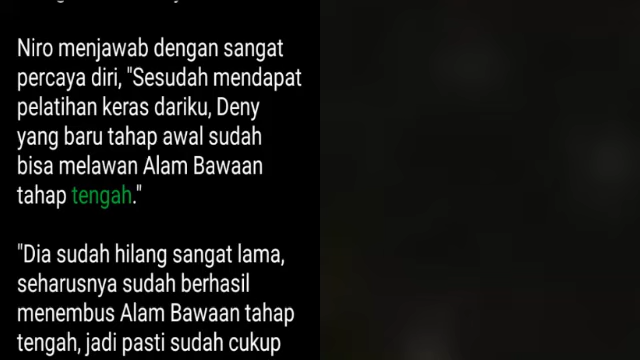 Niro menjawab dengan sangat
percaya diri, "Sesudah mendapat
pelatihan keras dariku, Deny
yang baru tahap awal sudah
bisa melawan Alam Bawaan
tahap tengah."
"Dia sudah hilang sangat lama,
seharusnya sudah berhasil
menembus Alam Bawaan tahap
tengah, jadi pasti sudah cukup